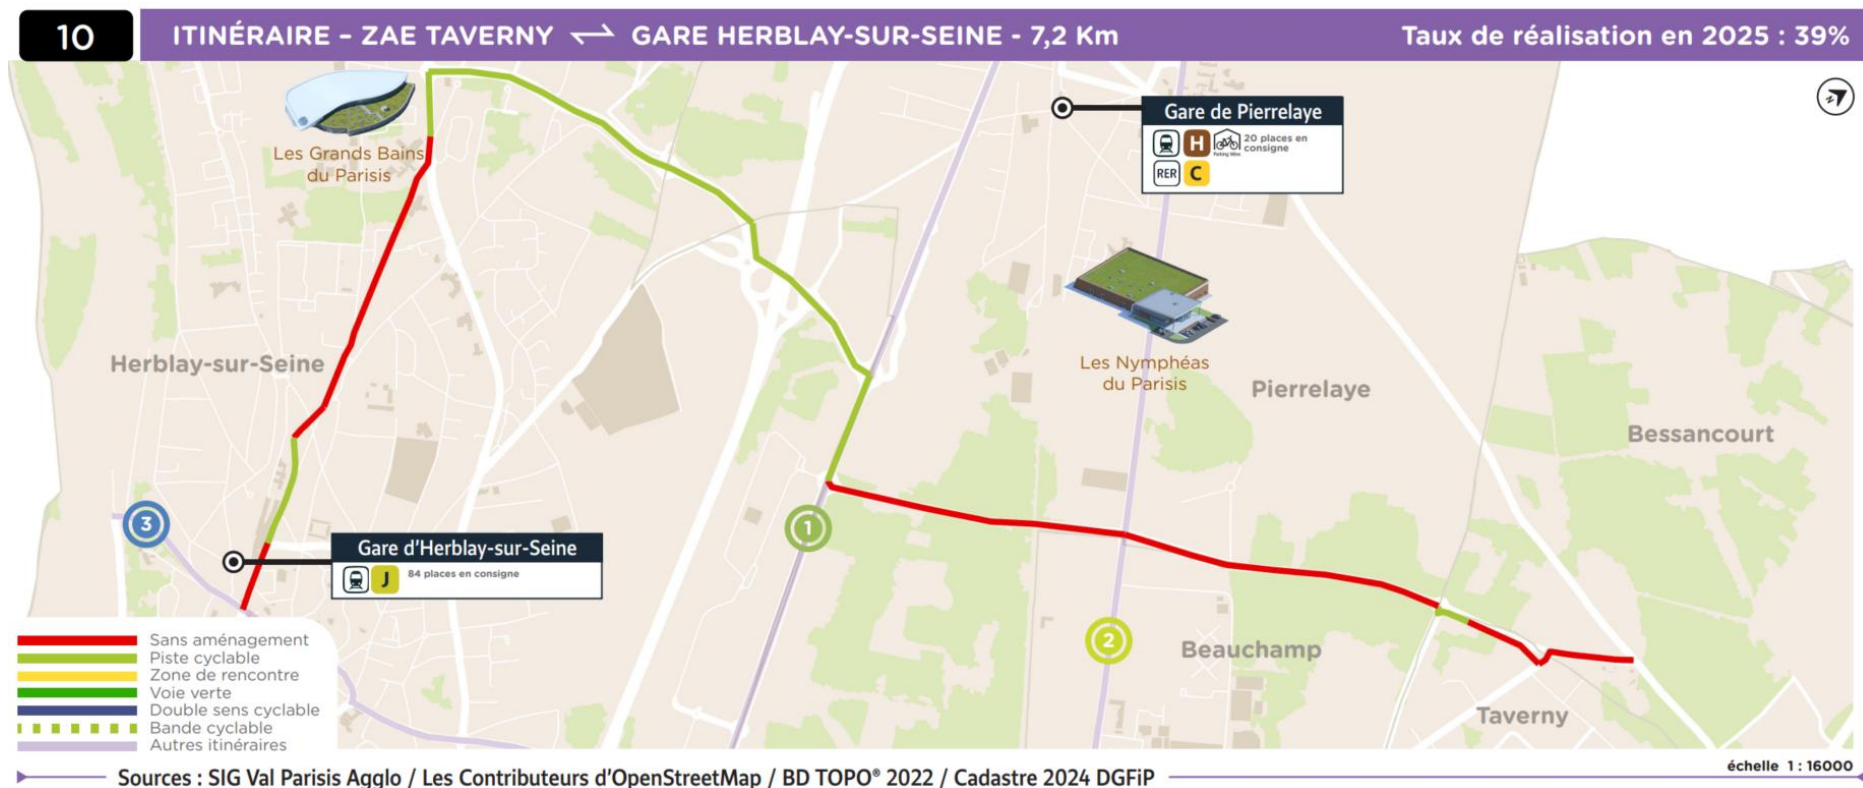 10
ITINÉRAIRE – ZAE TAVERNY ⇌ GARE HERBLAY-SUR-SEINE - 7,2 Km
Taux de réalisation en 2025 : 39%
Les Grands Bains
du Parisis
Gare de Pierrelaye
H
20 places en
consigne
RER C
Les Nymphéas
du Parisis
Herblay-sur-Seine
Pierrelaye
Bessancourt
3
1
Gare d'Herblay-sur-Seine
J
84 places en consigne
2
Beauchamp
Taverny
Sans aménagement
Piste cyclable
Zone de rencontre
Voie verte
Double sens cyclable
Bande cyclable
Autres itinéraires
échelle 1 : 16000
Sources : SIG Val Parisis Agglo / Les Contributeurs d'OpenStreetMap / BD TOPO® 2022 / Cadastre 2024 DGFiP